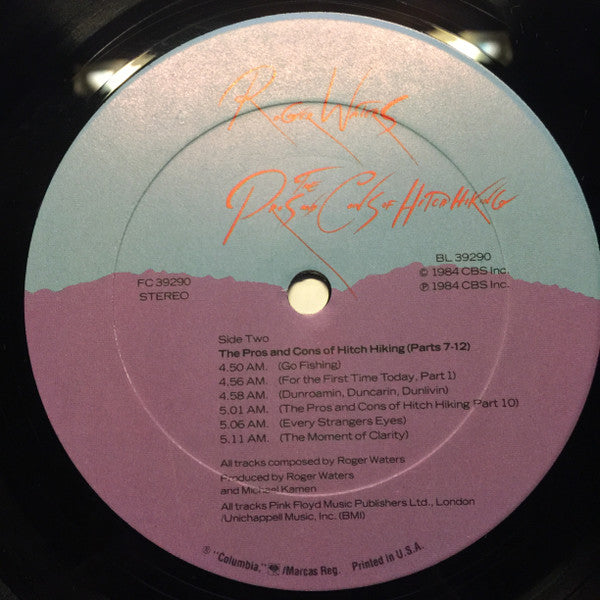 Roger Waters
The Pros and Cons of Hitch Hiking
FC 39290
STEREO
BL 39290
© 1984 CBS Inc.
℗ 1984 CBS Inc.
Side Two
The Pros and Cons of Hitch Hiking (Parts 7-12)
4.50 AM. (Go Fishing)
4.56 AM. (For the First Time Today, Part 1)
4.58 AM. (Dunroamin, Duncarin, Dunlivin)
5.01 AM. (The Pros and Cons of Hitch Hiking Part 10)
5.06 AM. (Every Strangers Eyes)
5.11 AM. (The Moment of Clarity)
All tracks composed by Roger Waters
Produced by Roger Waters
and Michael Kamen
All tracks Pink Floyd Music Publishers Ltd., London
/Unichappell Music, Inc. (BMI)
® "Columbia," /Marcas Reg. Printed in U.S.A.